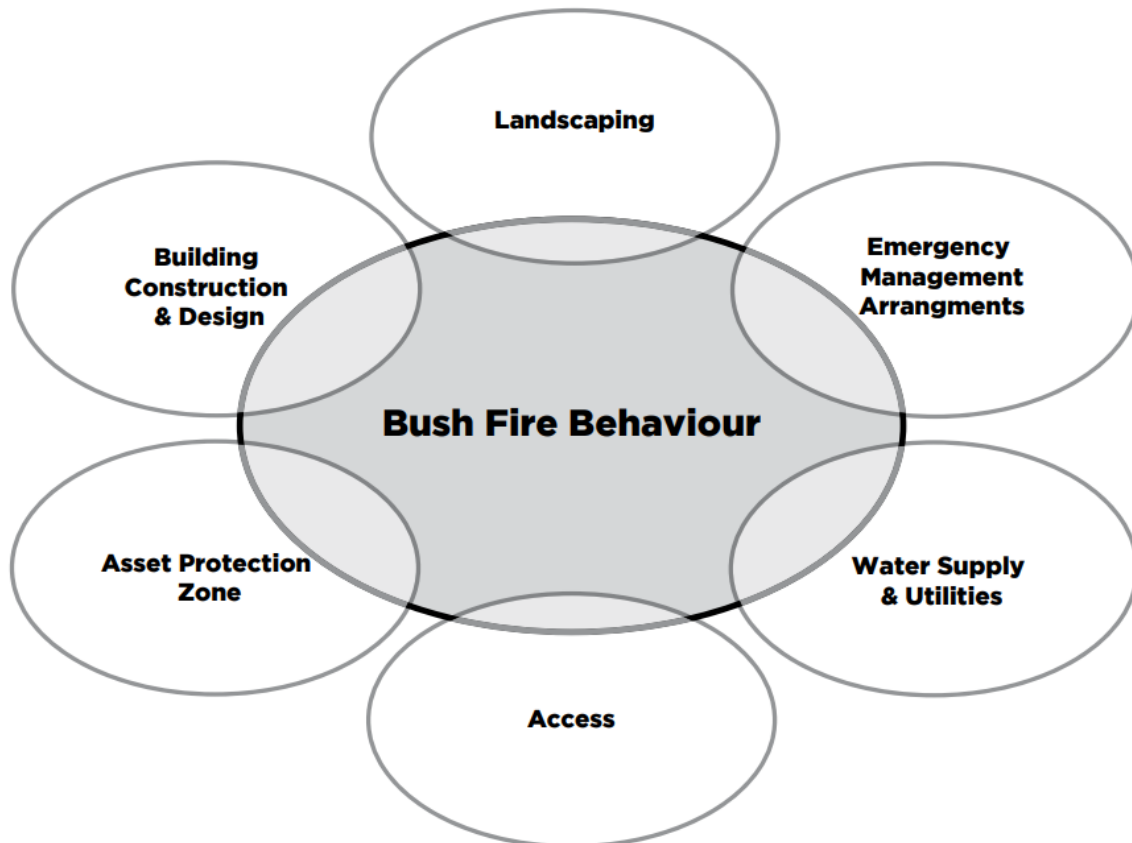 Landscaping
Building
Construction
& Design
Emergency
Management
Arrangments
Bush Fire Behaviour
Asset Protection
Zone
Water Supply
& Utilities
Access